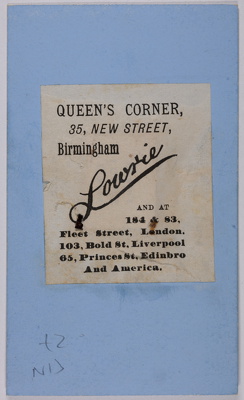 QUEEN'S CORNER,
35, NEW STREET,
Birmingham
Lowrie
AND AT
184 & 83,
Fleet Street, London.
103, Bold St, Liverpool
65, Princes St, Edinbro
And America.